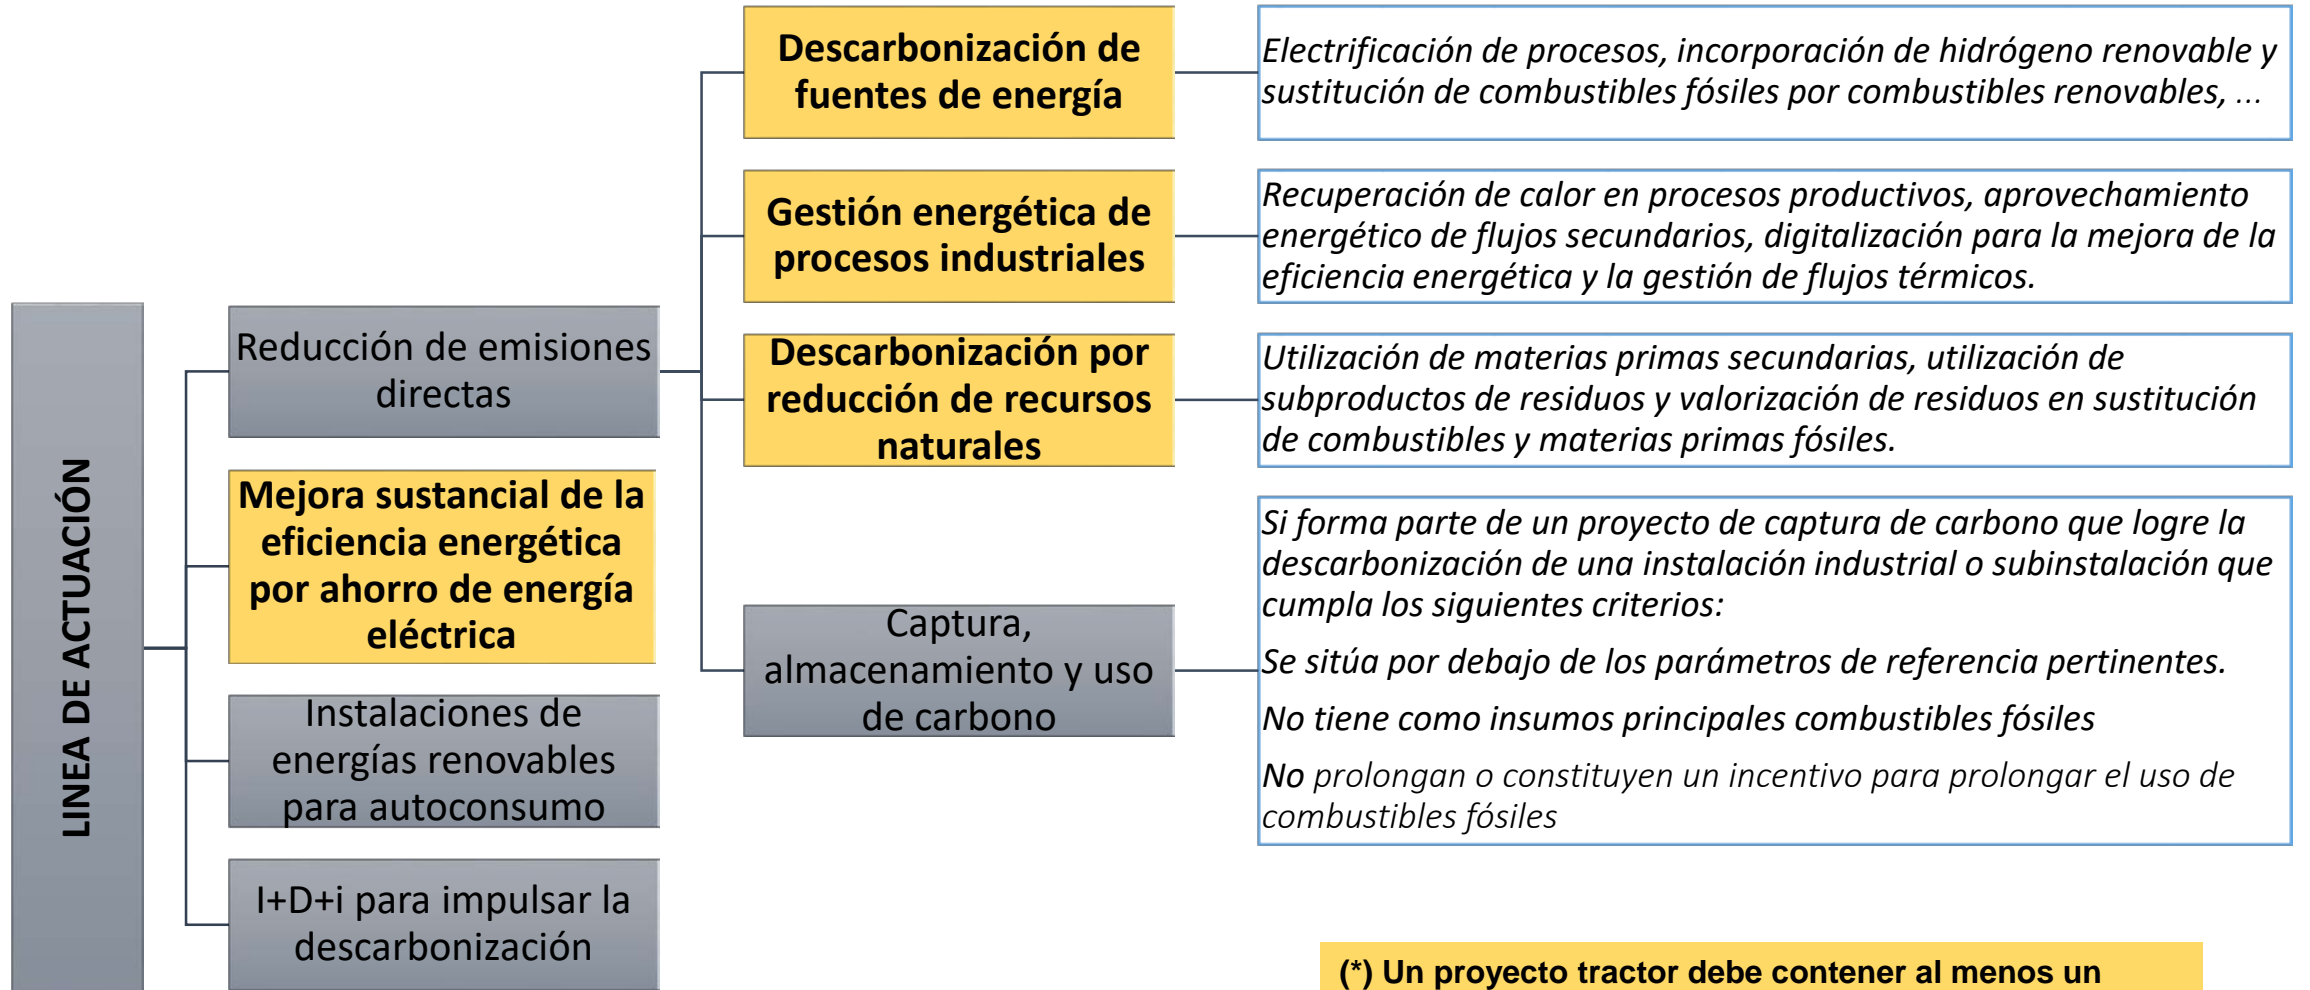 LINEA DE ACTUACIÓN
Reducción de emisiones
directas
Mejora sustancial de la
eficiencia energética
por ahorro de energía
eléctrica
Instalaciones de
energías renovables
para autoconsumo
I+D+i para impulsar la
descarbonización
Descarbonización de
fuentes de energía
Electrificación de procesos, incorporación de hidrógeno renovable y
sustitución de combustibles fósiles por combustibles renovables, ...
Gestión energética de
procesos industriales
Recuperación de calor en procesos productivos, aprovechamiento
energético de flujos secundarios, digitalización para la mejora de la
eficiencia energética y la gestión de flujos térmicos.
Descarbonización por
reducción de recursos
naturales
Utilización de materias primas secundarias, utilización de
subproductos de residuos y valorización de residuos en sustitución
de combustibles y materias primas fósiles.
Captura,
almacenamiento y uso
de carbono
Si forma parte de un proyecto de captura de carbono que logre la
descarbonización de una instalación industrial o subinstalación que
cumpla los siguientes criterios:
Se sitúa por debajo de los parámetros de referencia pertinentes.
No tiene como insumos principales combustibles fósiles
No prolongan o constituyen un incentivo para prolongar el uso de
combustibles fósiles
(*) Un proyecto tractor debe contener al menos un